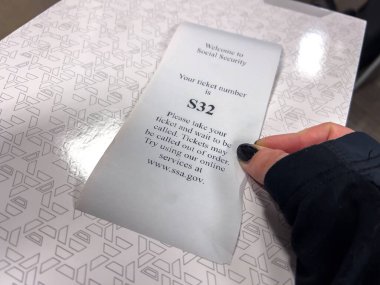 Welcome to
Social Security
Your ticket number
is
S32
Please take your
ticket and wait to be
called. Tickets may
be called out of order.
Try using our online
services at
www.ssa.gov.